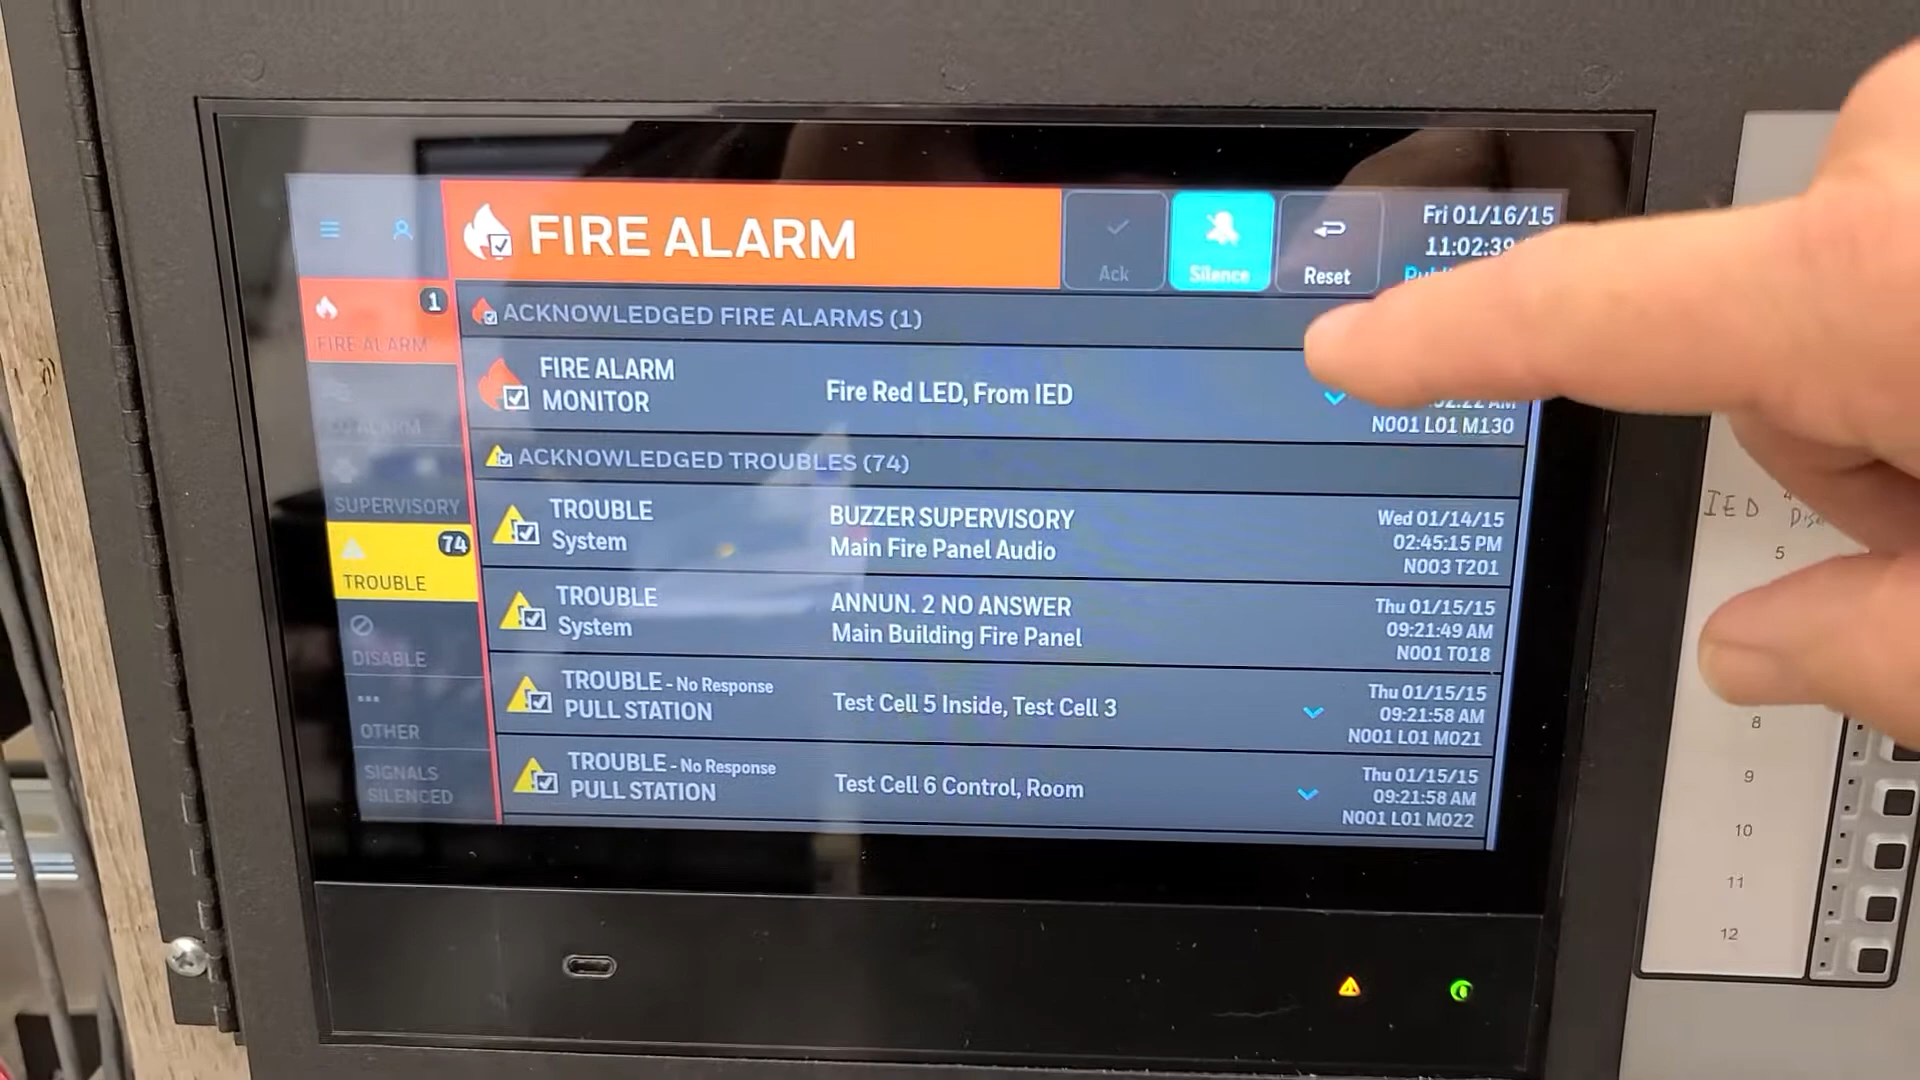 FIRE ALARM
Ack
Silence
Reset
Fri 01/16/15
11:02:39
1
FIRE ALARM
CO ALARM
SUPERVISORY
74
TROUBLE
DISABLE
OTHER
SIGNALS
SILENCED
ACKNOWLEDGED FIRE ALARMS (1)
FIRE ALARM
MONITOR
Fire Red LED, From IED
N001 L01 M130
ACKNOWLEDGED TROUBLES (74)
TROUBLE
System
BUZZER SUPERVISORY
Main Fire Panel Audio
Wed 01/14/15
02:45:15 PM
N003 T201
TROUBLE
System
ANNUN. 2 NO ANSWER
Main Building Fire Panel
Thu 01/15/15
09:21:49 AM
N001 T018
TROUBLE - No Response
PULL STATION
Test Cell 5 Inside, Test Cell 3
Thu 01/15/15
09:21:58 AM
N001 L01 M021
TROUBLE - No Response
PULL STATION
Test Cell 6 Control, Room
Thu 01/15/15
09:21:58 AM
N001 L01 M022
IED
5
8
9
10
11
12